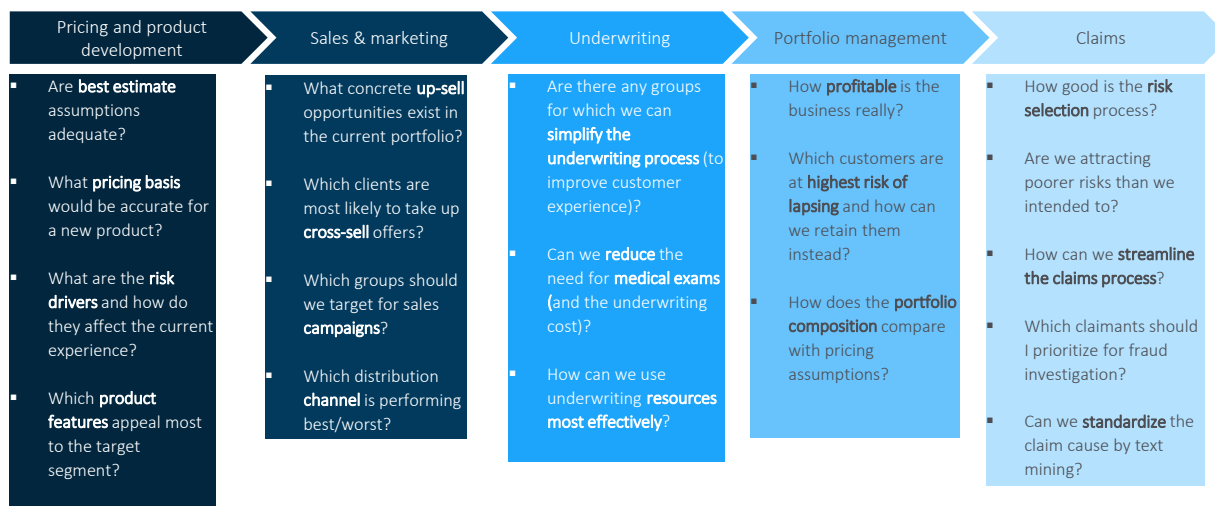 Pricing and product
development
Sales & marketing
Underwriting
Portfolio management
Claims
▪ Are best estimate
assumptions
adequate?
▪ What pricing basis
would be accurate for
a new product?
▪ What are the risk
drivers and how do
they affect the current
experience?
▪ Which product
features appeal most
to the target
segment?
▪ What concrete up-sell
opportunities exist in
the current portfolio?
▪ Which clients are
most likely to take up
cross-sell offers?
▪ Which groups should
we target for sales
campaigns?
▪ Which distribution
channel is performing
best/worst?
▪ Are there any groups
for which we can
simplify the
underwriting process (to
improve customer
experience)?
▪ Can we reduce the
need for medical exams
(and the underwriting
cost)?
▪ How can we use
underwriting resources
most effectively?
▪ How profitable is the
business really?
▪ Which customers are
at highest risk of
lapsing and how can
we retain them
instead?
▪ How does the portfolio
composition compare
with pricing
assumptions?
▪ How good is the risk
selection process?
▪ Are we attracting
poorer risks than we
intended to?
▪ How can we streamline
the claims process?
▪ Which claimants should
I prioritize for fraud
investigation?
▪ Can we standardize the
claim cause by text
mining?